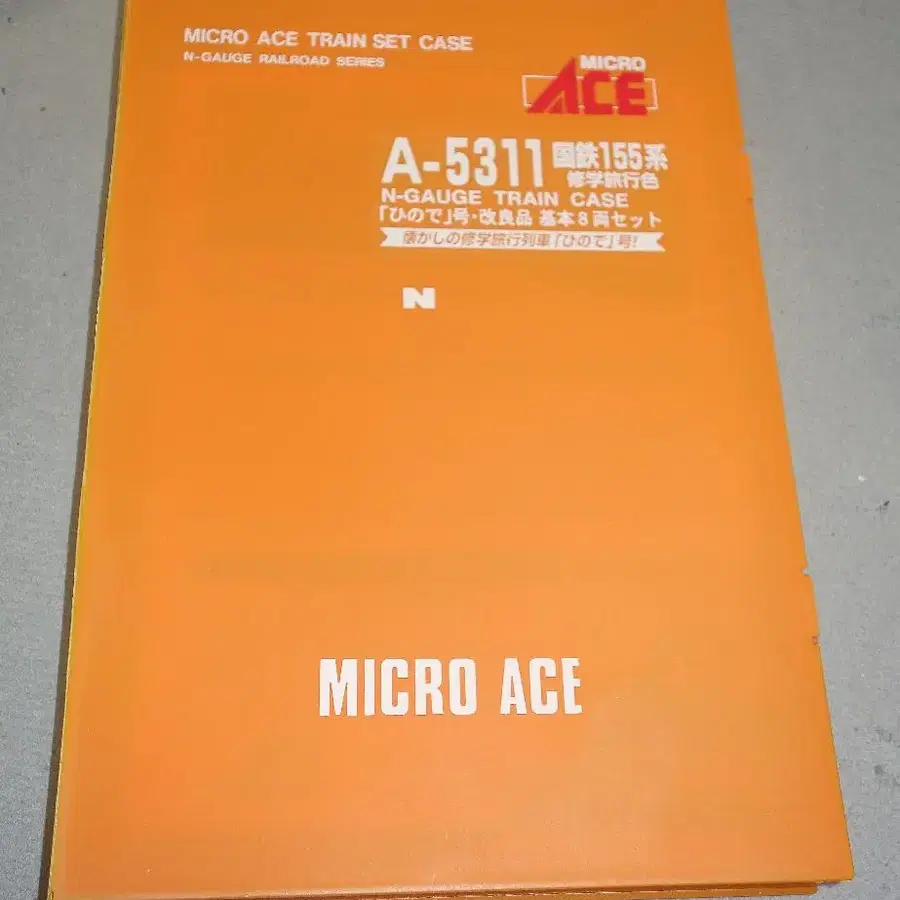 MICRO ACE TRAIN SET CASE
N-GAUGE RAILROAD SERIES
MICRO
ACE
A-5311 国鉄155系
修学旅行色
N-GAUGE TRAIN CASE
「ひので」号・改良品 基本8両セット
懐かしの修学旅行列車「ひので」号!
N
MICRO ACE